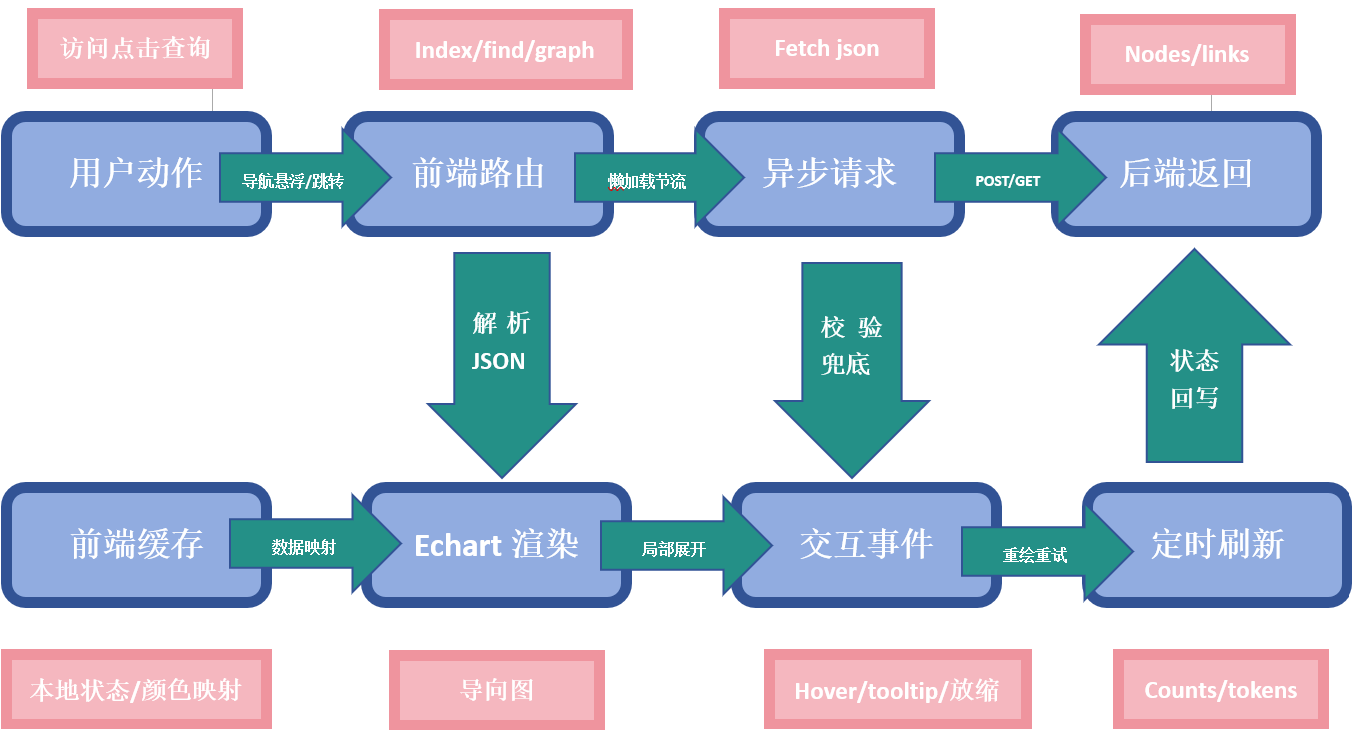 访问点击查询
Index/find/graph
Fetch json
Nodes/links
用户动作
导航悬浮/跳转
前端路由
懒加载节流
异步请求
POST/GET
后端返回
解 析
JSON
校 验
兜底
状态
回写
前端缓存
数据映射
Echart 渲染
局部展开
交互事件
重绘重试
定时刷新
本地状态/颜色映射
导向图
Hover/tooltip/放缩
Counts/tokens